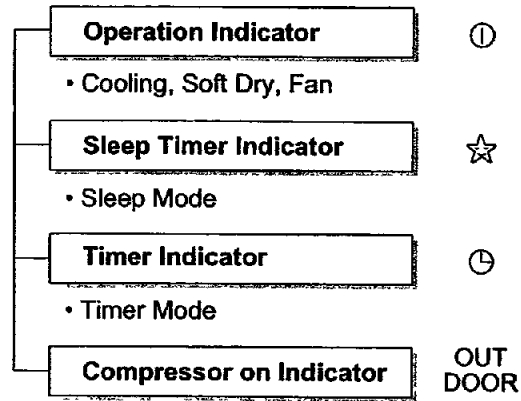 Operation Indicator
• Cooling, Soft Dry, Fan
Sleep Timer Indicator
• Sleep Mode
Timer Indicator
• Timer Mode
Compressor on Indicator
OUT
DOOR